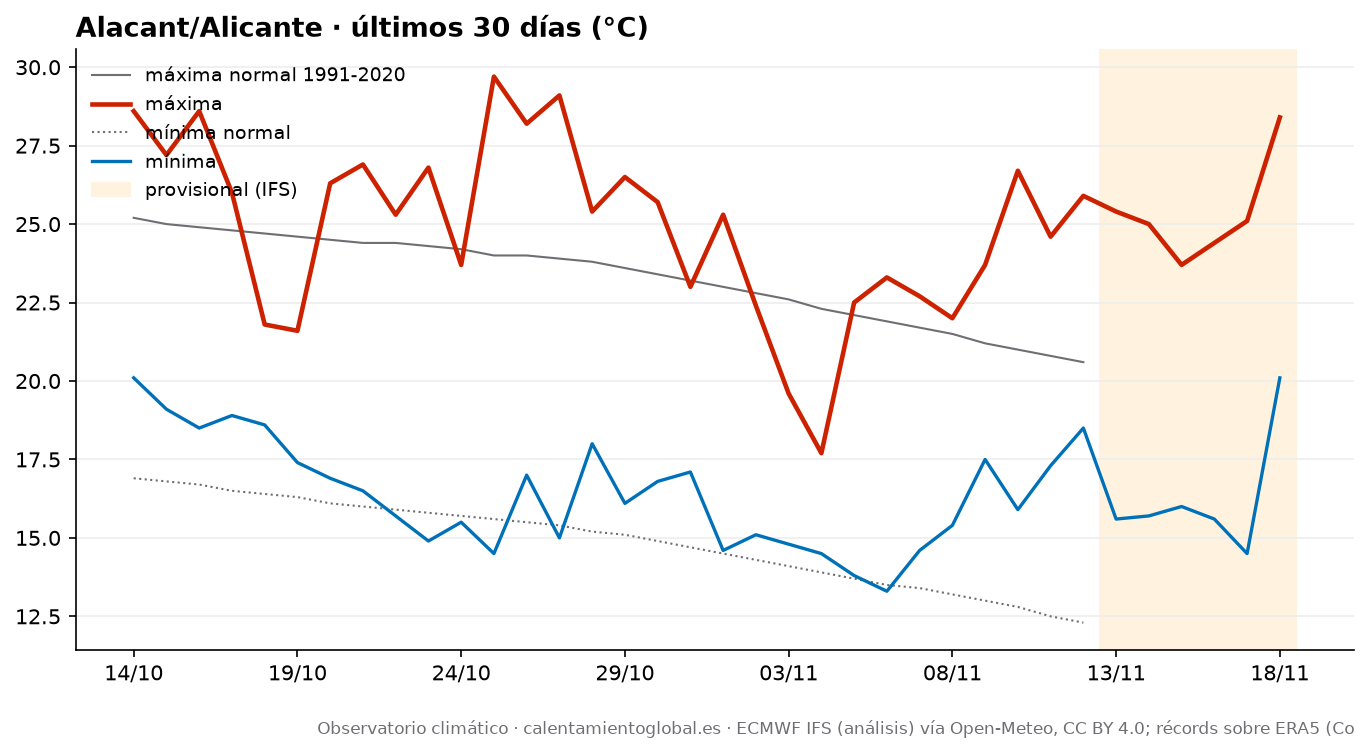 Alacant/Alicante · últimos 30 días (°C)
30.0
27.5
25.0
22.5
20.0
17.5
15.0
12.5
máxima normal 1991-2020
máxima
mínima normal
mínima
provisional (IFS)
14/10 19/10 24/10 29/10 03/11 08/11 13/11 18/11
Observatorio climático · calentamientoglobal.es · ECMWF IFS (análisis) vía Open-Meteo, CC BY 4.0; récords sobre ERA5 (Co